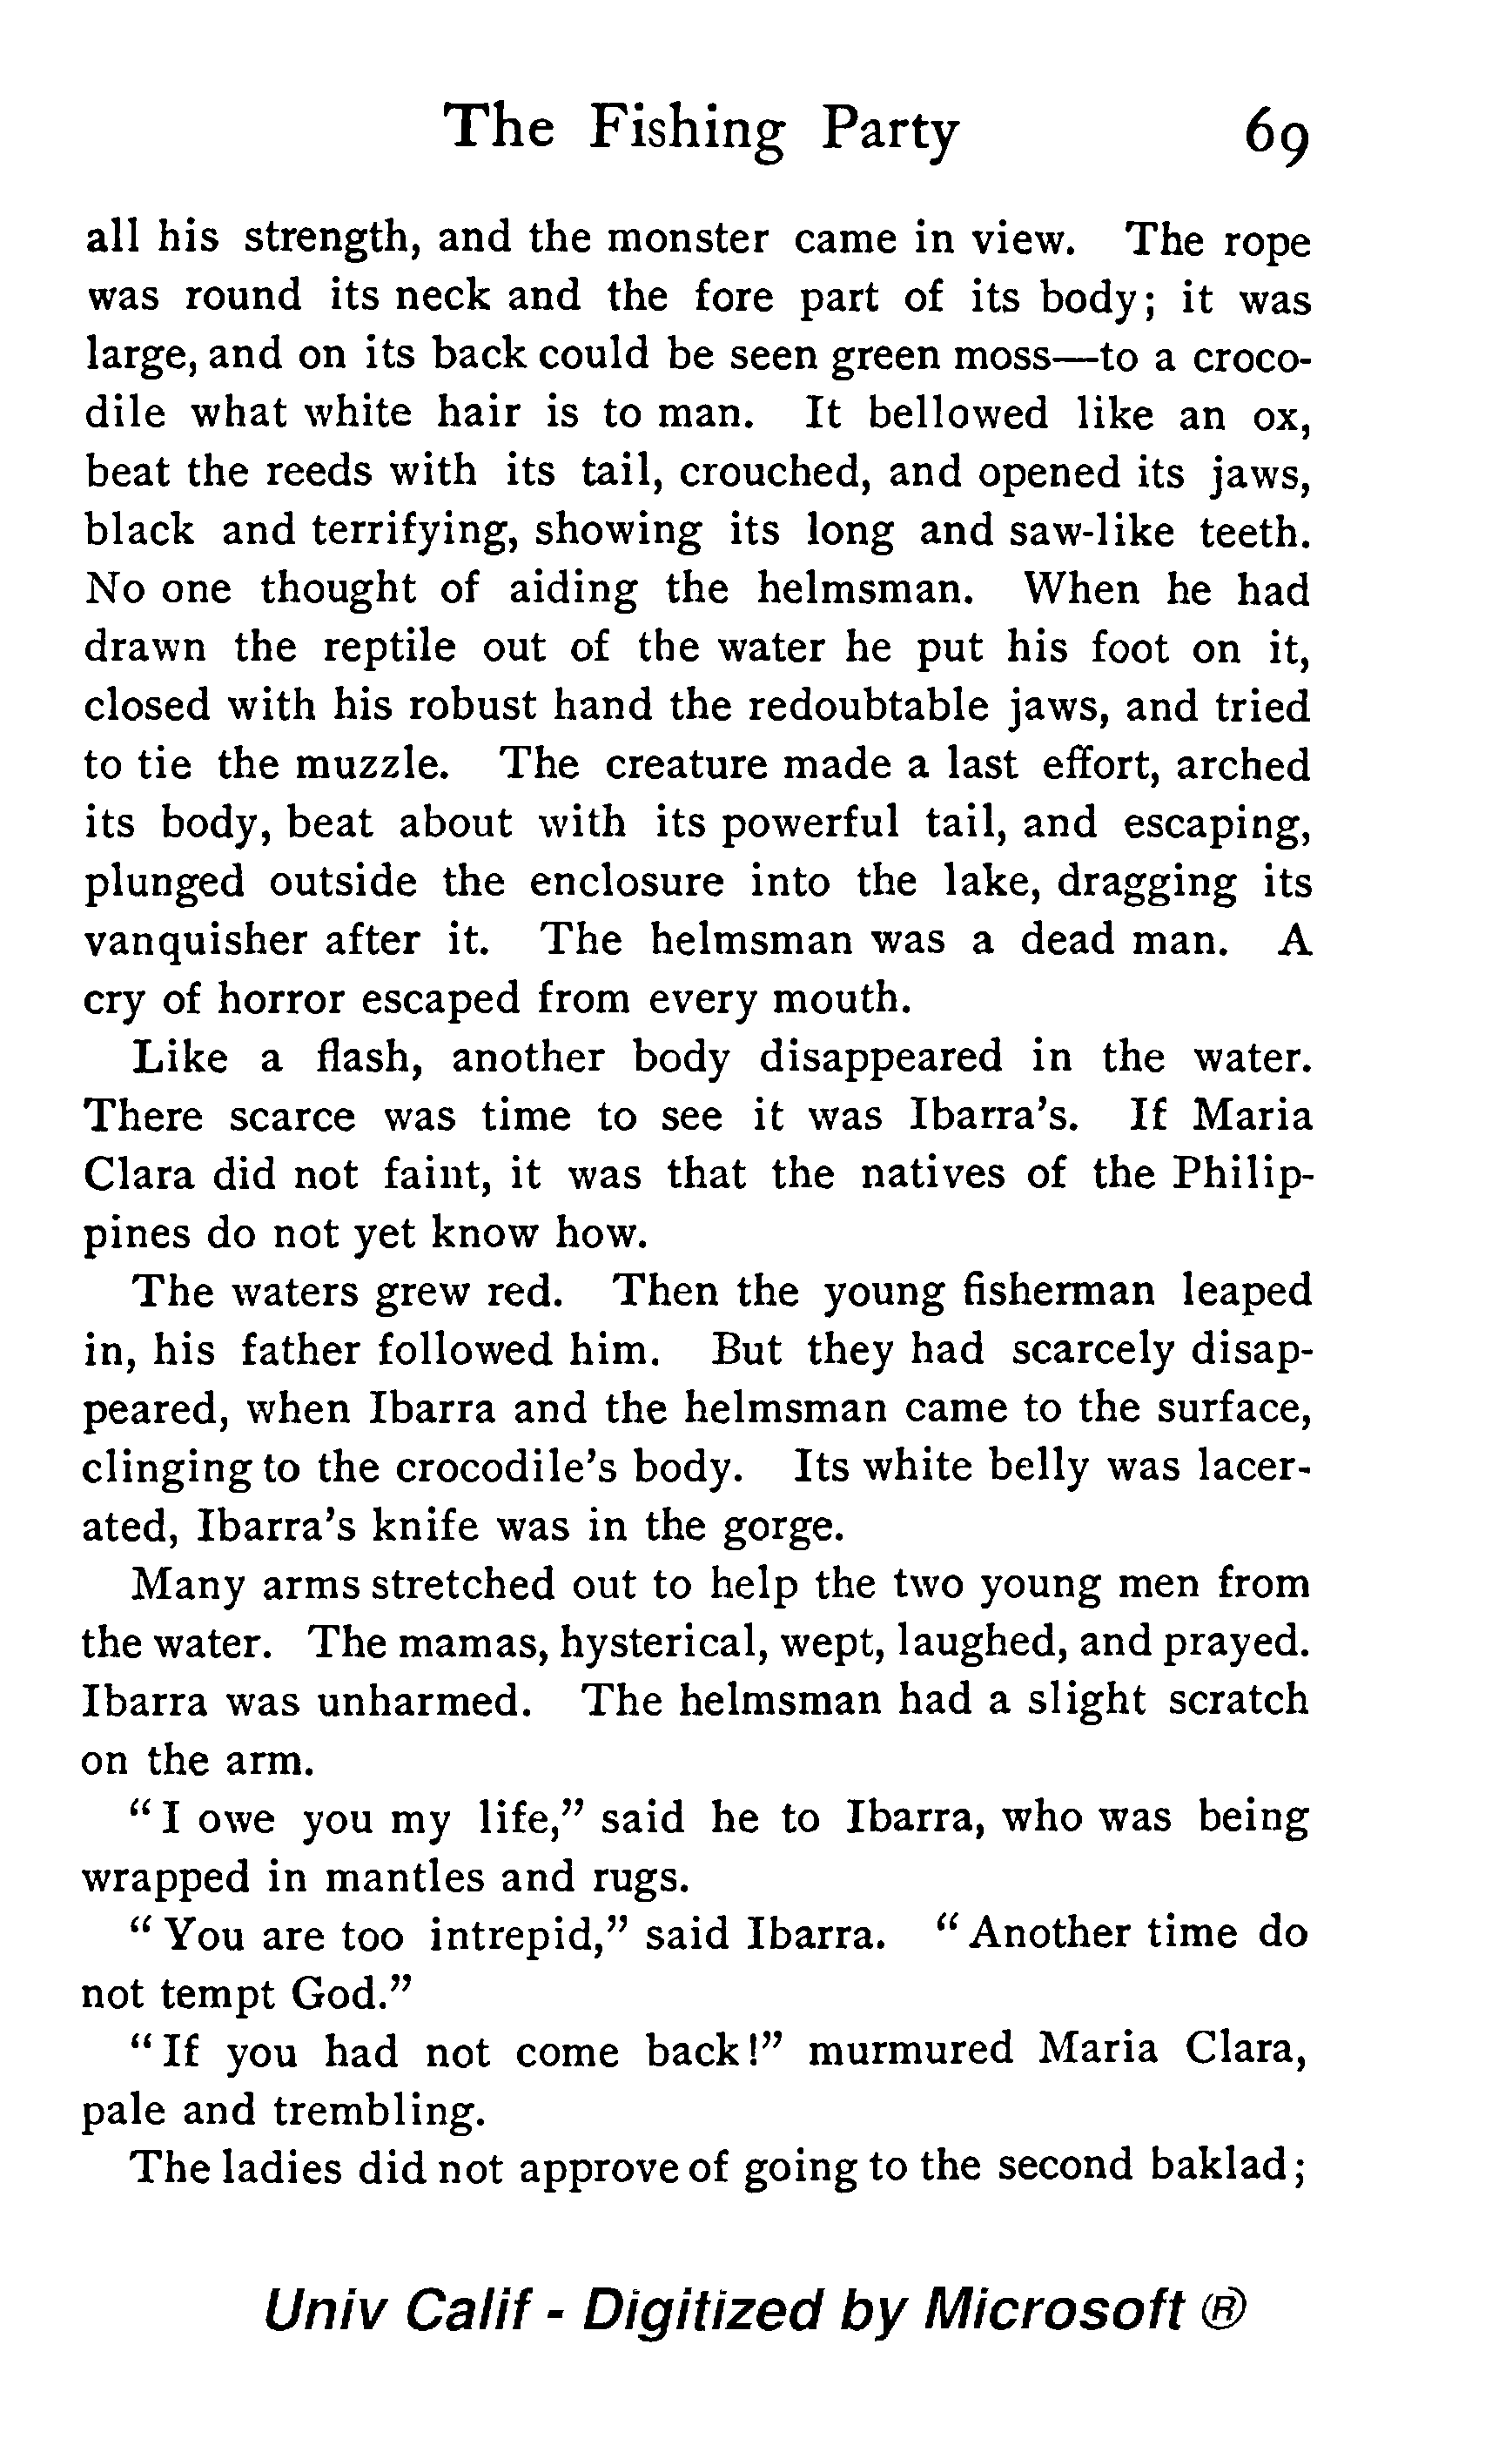 The Fishing Party 69
all his strength, and the monster came in view. The rope
was round its neck and the fore part of its body; it was
large, and on its back could be seen green moss—to a croco-
dile what white hair is to man. It bellowed like an ox,
beat the reeds with its tail, crouched, and opened its jaws,
black and terrifying, showing its long and saw-like teeth.
No one thought of aiding the helmsman. When he had
drawn the reptile out of the water he put his foot on it,
closed with his robust hand the redoubtable jaws, and tried
to tie the muzzle. The creature made a last effort, arched
its body, beat about with its powerful tail, and escaping,
plunged outside the enclosure into the lake, dragging its
vanquisher after it. The helmsman was a dead man. A
cry of horror escaped from every mouth.
Like a flash, another body disappeared in the water.
There scarce was time to see it was Ibarra's. If Maria
Clara did not faint, it was that the natives of the Philip-
pines do not yet know how.
The waters grew red. Then the young fisherman leaped
in, his father followed him. But they had scarcely disap-
peared, when Ibarra and the helmsman came to the surface,
clinging to the crocodile's body. Its white belly was lacer-
ated, Ibarra's knife was in the gorge.
Many arms stretched out to help the two young men from
the water. The mamas, hysterical, wept, laughed, and prayed.
Ibarra was unharmed. The helmsman had a slight scratch
on the arm.
“I owe you my life,” said he to Ibarra, who was being
wrapped in mantles and rugs.
“You are too intrepid,” said Ibarra. “Another time do
not tempt God.”
“If you had not come back!” murmured Maria Clara,
pale and trembling.
The ladies did not approve of going to the second baklad;
Univ Calif - Digitized by Microsoft ®